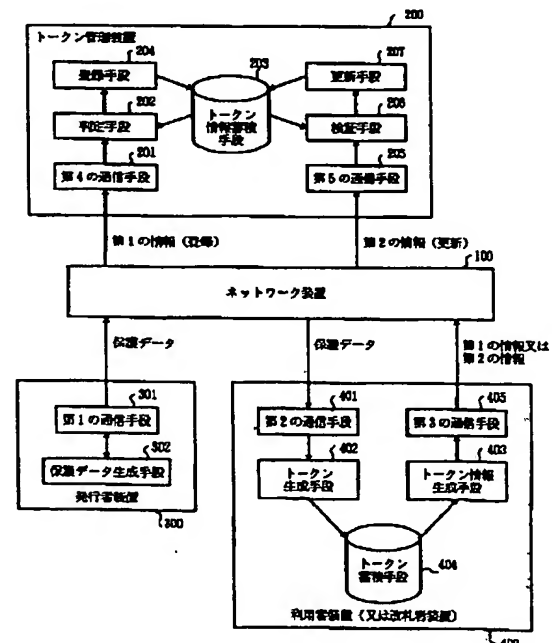 200
トークン管理装置
204
登録手段
203
207
更新手段
202
判定手段
トークン
情報蓄積
手段
206
検証手段
201
第4の通信手段
205
第5の通信手段
第1の情報(登録)
第2の情報(更新)
100
ネットワーク装置
保護データ
保護データ
第1の情報又は
第2の情報
301
第1の通信手段
302
保護データ生成手段
発行者装置
300
401
第2の通信手段
405
第3の通信手段
402
トークン
生成手段
403
トークン情報
生成手段
トークン
蓄積手段
404
利用者装置(又は改札者装置)
400